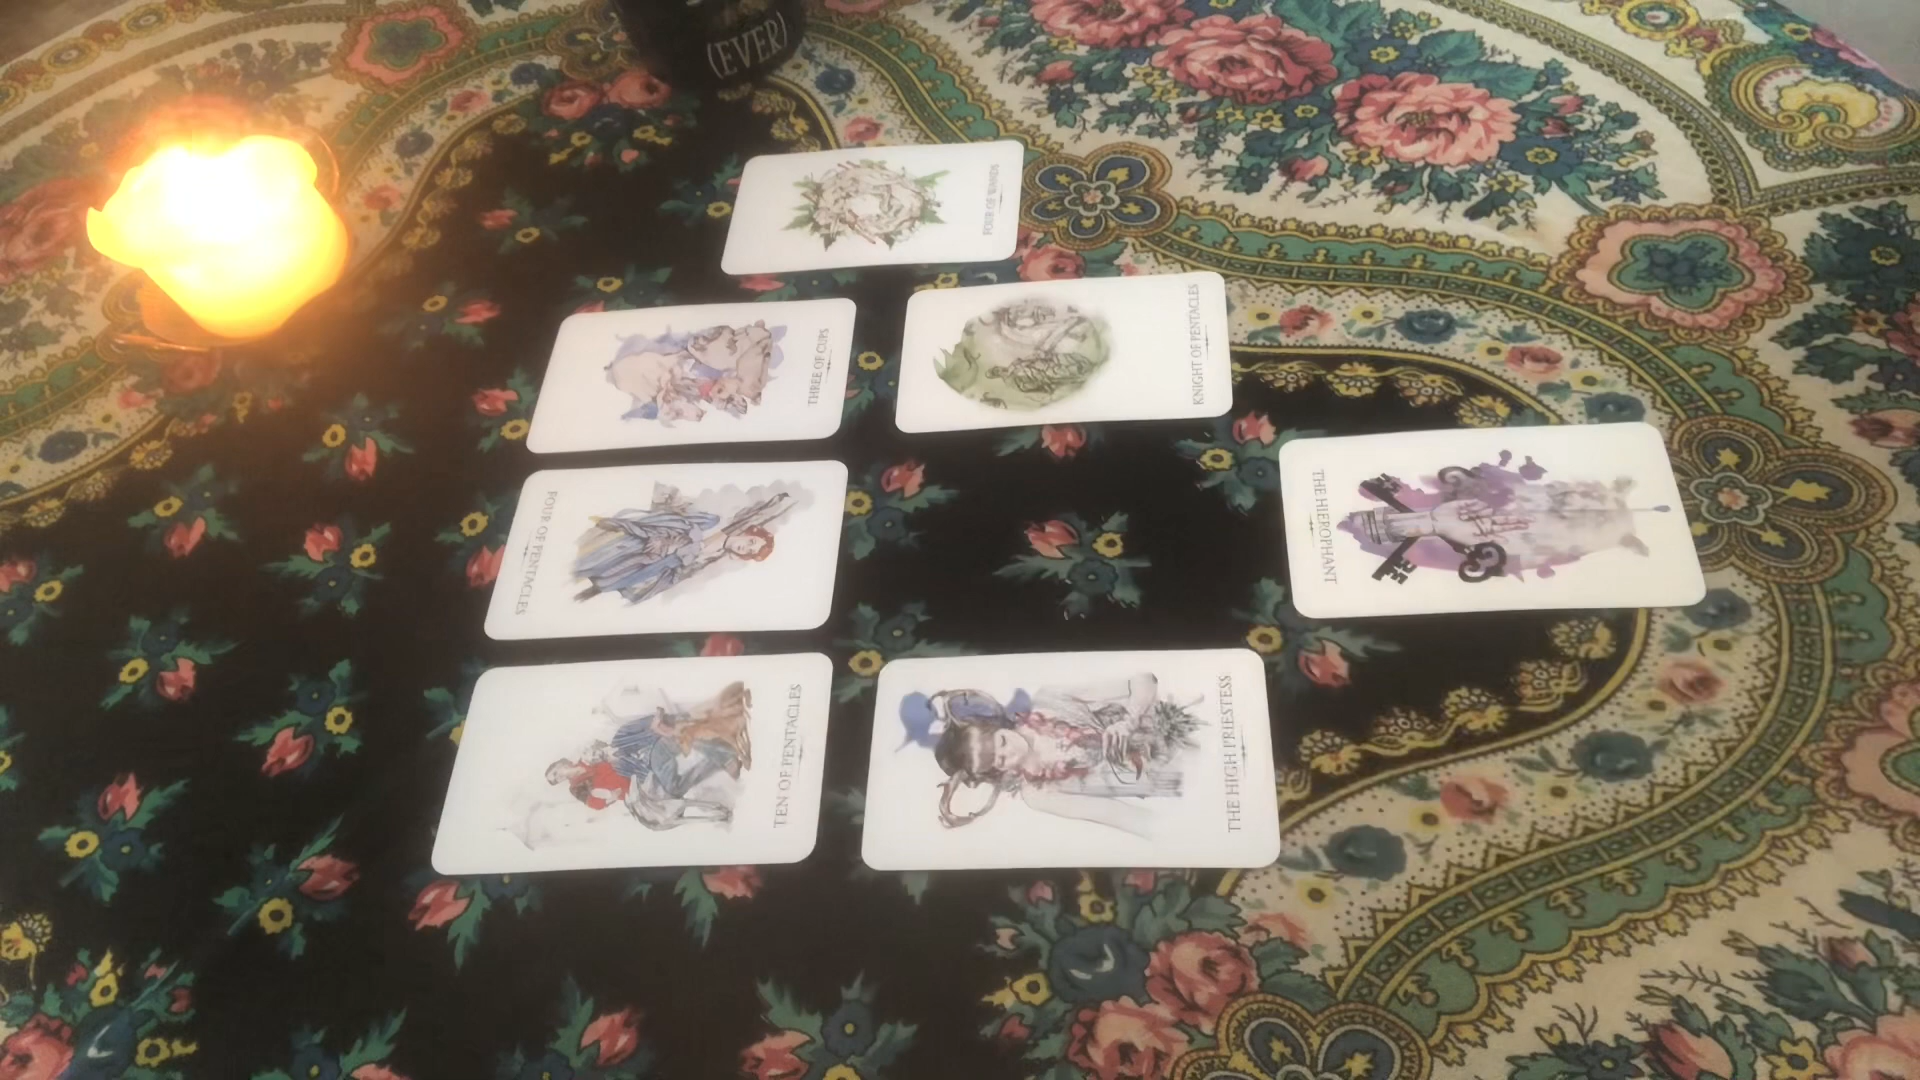 (EVER)
FOUR OF WANDS
THREE OF CUPS
KNIGHT OF PENTACLES
FOUR OF PENTACLES
THE HIEROPHANT
TEN OF PENTACLES
THE HIGH PRIESTESS